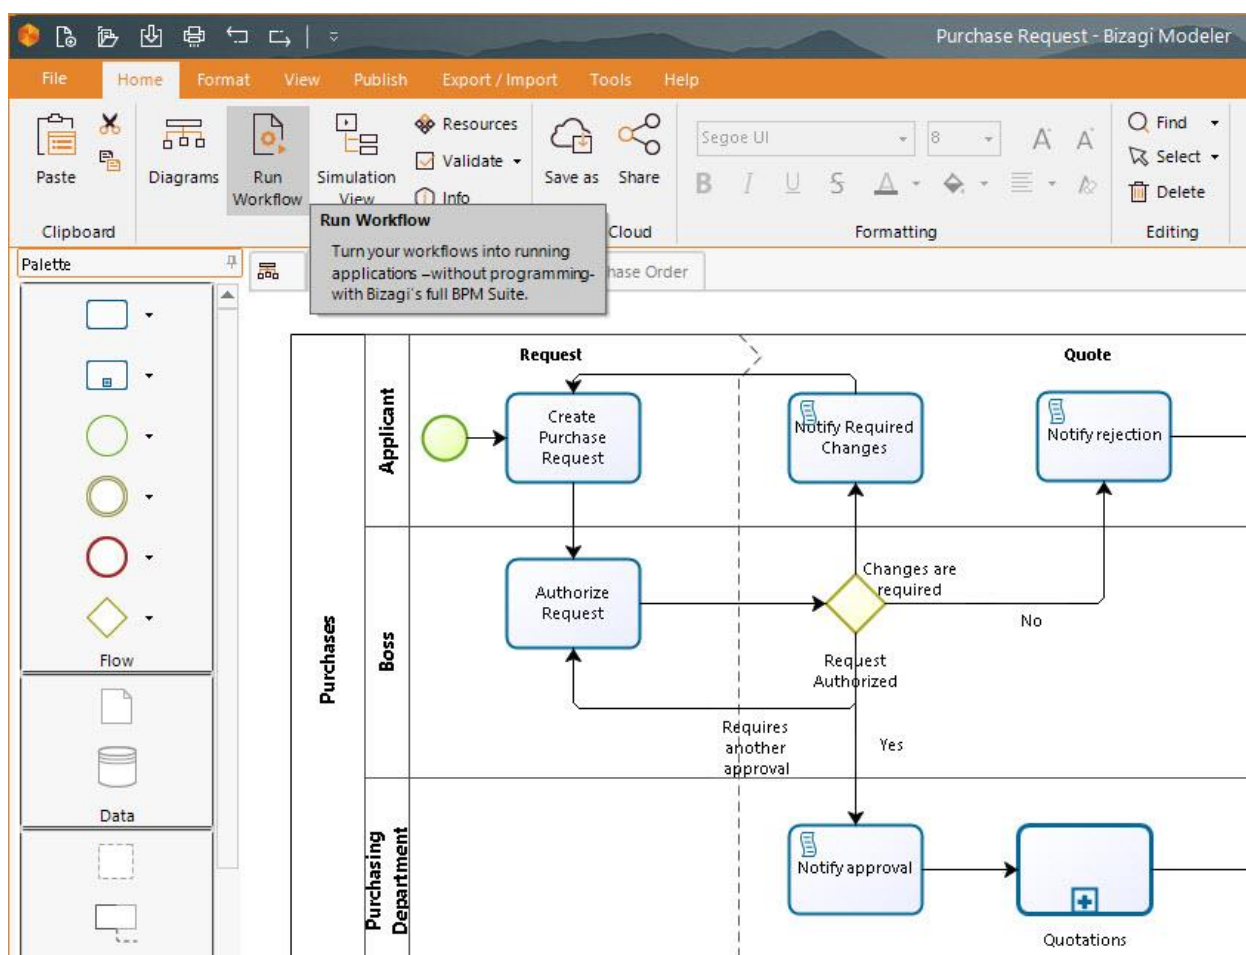 Purchase Request - Bizagi Modeler
File Home Format View Publish Export / Import Tools Help
Paste
Diagrams
Run
Workflow
Simulation
View
Resources
Validate
Info
Save as
Share
Segoe UI
8
A A
B I U S A
Find
Select
Delete
Clipboard
Cloud
Formatting
Editing
Run Workflow
Turn your workflows into running
applications –without programming-
with Bizagi's full BPM Suite.
Palette
Order
Flow
Data
Purchases
Applicant
Boss
Purchasing
Department
Request
Quote
Create
Purchase
Request
Notify Required
Changes
Notify rejection
Authorize
Request
Changes are
required
No
Request
Authorized
Requires
another
approval
Yes
Notify approval
Quotations